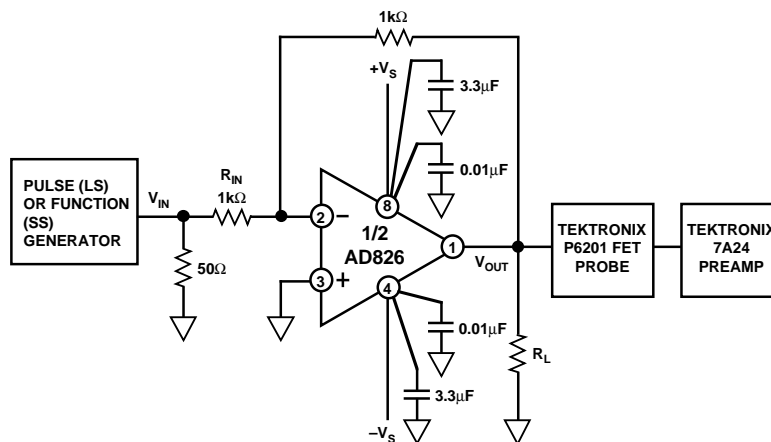 1kΩ
+VS
3.3µF
0.01µF
PULSE (LS)
OR FUNCTION
(SS)
GENERATOR
VIN
RIN
1kΩ
50Ω
2
–
3
+
8
1/2
AD826
4
1
VOUT
TEKTRONIX
P6201 FET
PROBE
TEKTRONIX
7A24
PREAMP
0.01µF
3.3µF
RL
–VS